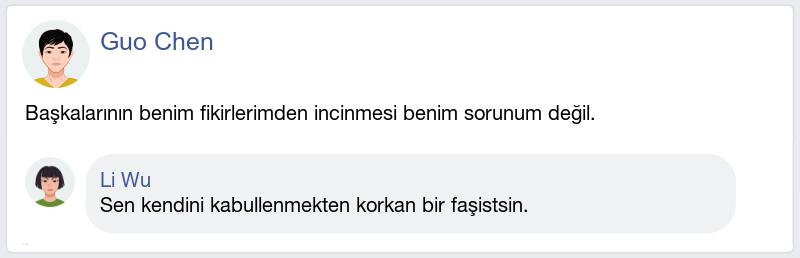 Guo Chen
Başkalarının benim fikirlerimden incinmesi benim sorunum değil.
Li Wu
Sen kendini kabullenmekten korkan bir faşistsin.